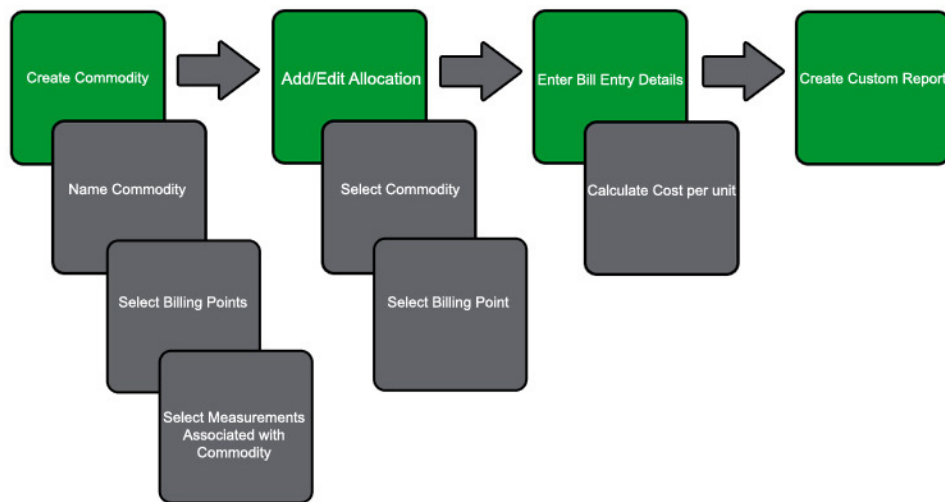 Create Commodity
Add/Edit Allocation
Enter Bill Entry Details
Create Custom Report
Name Commodity
Select Commodity
Calculate Cost per unit
Select Billing Points
Select Billing Point
Select Measurements
Associated with
Commodity